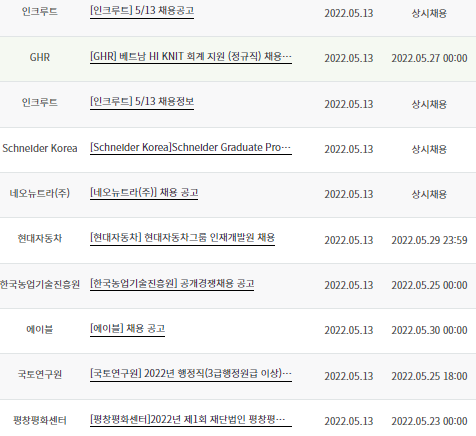 인크루트 [인크루트] 5/13 채용공고 2022.05.13 상시채용
GHR [GHR] 베트남 HI KNIT 회계 지원 (정규직) 채용… 2022.05.13 2022.05.27 00:00
인크루트 [인크루트] 5/13 채용정보 2022.05.13 상시채용
Schneider Korea [Schneider Korea]Schneider Graduate Pro… 2022.05.13 상시채용
네오뉴트라(주) [네오뉴트라(주)] 채용 공고 2022.05.13 상시채용
현대자동차 [현대자동차] 현대자동차그룹 인재개발원 채용 2022.05.13 2022.05.29 23:59
한국농업기술진흥원 [한국농업기술진흥원] 공개경쟁채용 공고 2022.05.13 2022.05.25 00:00
에이블 [에이블] 채용 공고 2022.05.13 2022.05.30 00:00
국토연구원 [국토연구원] 2022년 행정직(3급행정원급 이상)… 2022.05.13 2022.05.25 18:00
평창평화센터 [평창평화센터]2022년 제1회 재단법인 평창평… 2022.05.13 2022.05.23 00:00